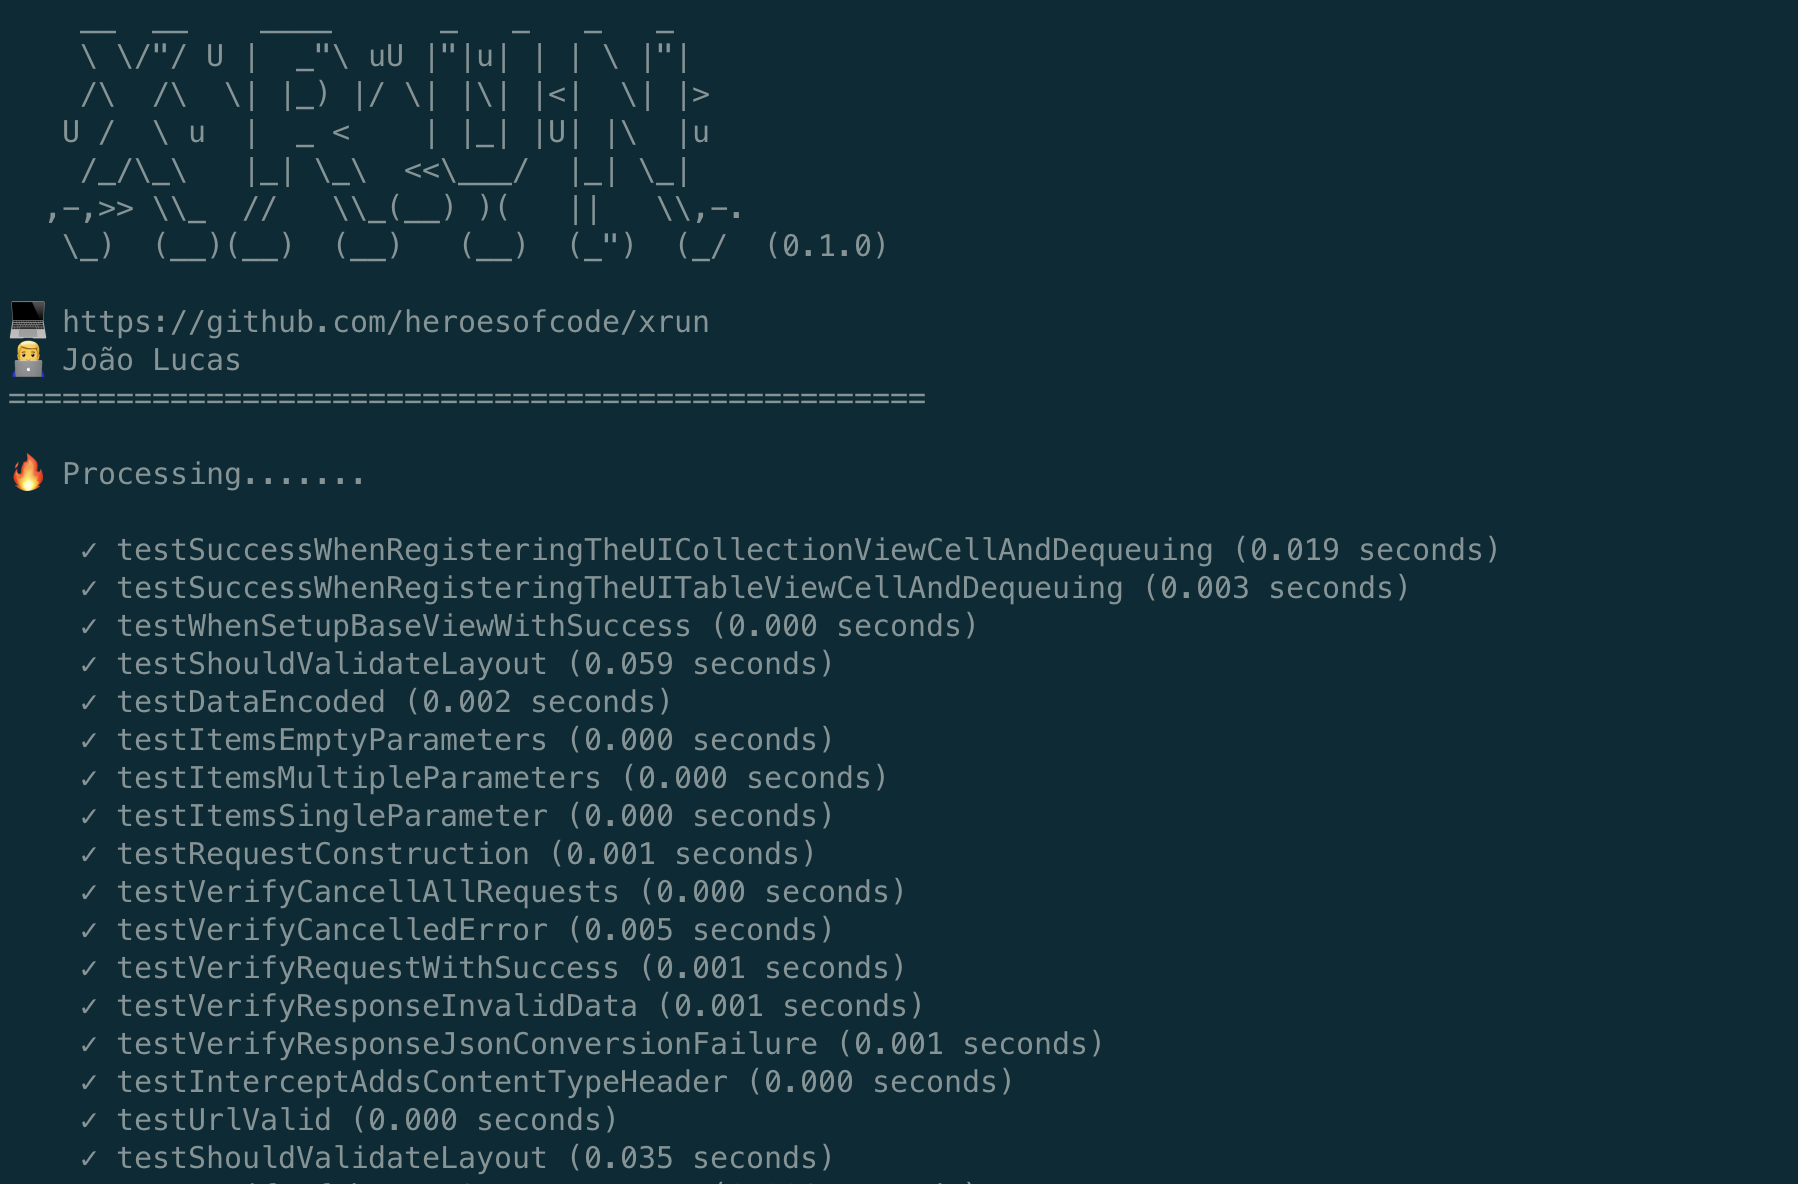 __  __    ____      _   _   _   _
    \ \/"/ U |  _"\ uU |"|u| | | \ |"|
    /\  /\  \| |_) |/ \| |\| |<|  \| |>
   U /  \ u  |  _ <    | |_| |U| |\  |u
    /_/\_\   |_| \_\  <<\___/  |_| \_|
  ,-,>> \\_  //   \\_(__) )(   ||   \\,-.
   \_)  (__)(__)  (__)   (__)  (_")  (_/  (0.1.0)
💻 https://github.com/heroesofcode/xrun
👨‍💻 João Lucas
===================================================
🔥 Processing.......
✓ testSuccessWhenRegisteringTheUICollectionViewCellAndDequeuing (0.019 seconds)
✓ testSuccessWhenRegisteringTheUITableViewCellAndDequeuing (0.003 seconds)
✓ testWhenSetupBaseViewWithSuccess (0.000 seconds)
✓ testShouldValidateLayout (0.059 seconds)
✓ testDataEncoded (0.002 seconds)
✓ testItemsEmptyParameters (0.000 seconds)
✓ testItemsMultipleParameters (0.000 seconds)
✓ testItemsSingleParameter (0.000 seconds)
✓ testRequestConstruction (0.001 seconds)
✓ testVerifyCancellAllRequests (0.000 seconds)
✓ testVerifyCancelledError (0.005 seconds)
✓ testVerifyRequestWithSuccess (0.001 seconds)
✓ testVerifyResponseInvalidData (0.001 seconds)
✓ testVerifyResponseJsonConversionFailure (0.001 seconds)
✓ testInterceptAddsContentTypeHeader (0.000 seconds)
✓ testUrlValid (0.000 seconds)
✓ testShouldValidateLayout (0.035 seconds)